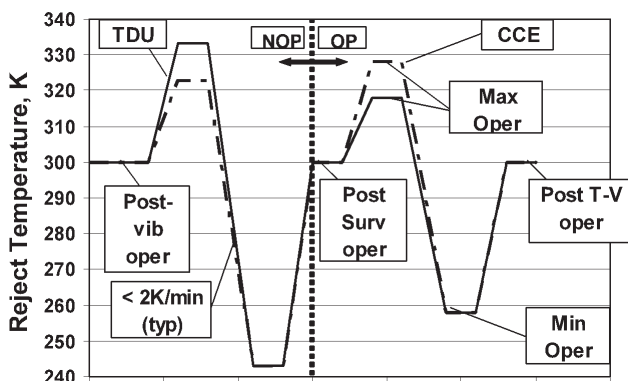 Reject Temperature, K
340
330
320
310
300
290
280
270
260
250
240
TDU
NOP
OP
CCE
Max
Oper
Post-
vib
oper
Post
Surv
oper
Post T-V
oper
< 2K/min
(typ)
Min
Oper